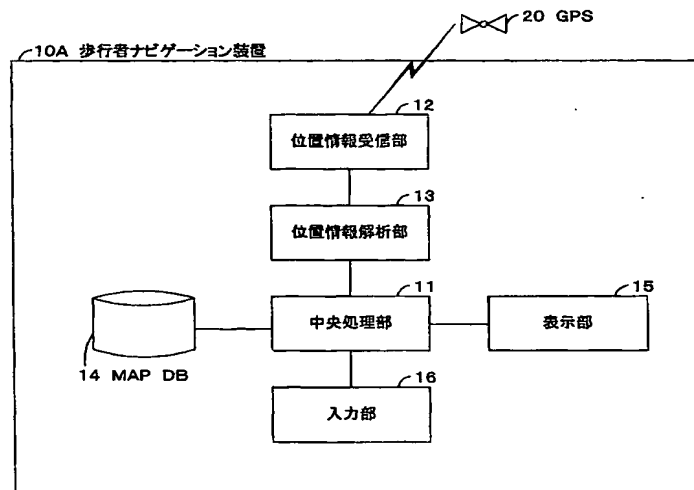 20 GPS
10A 歩行者ナビゲーション装置
12
位置情報受信部
13
位置情報解析部
11
中央処理部
15
表示部
14 MAP DB
16
入力部